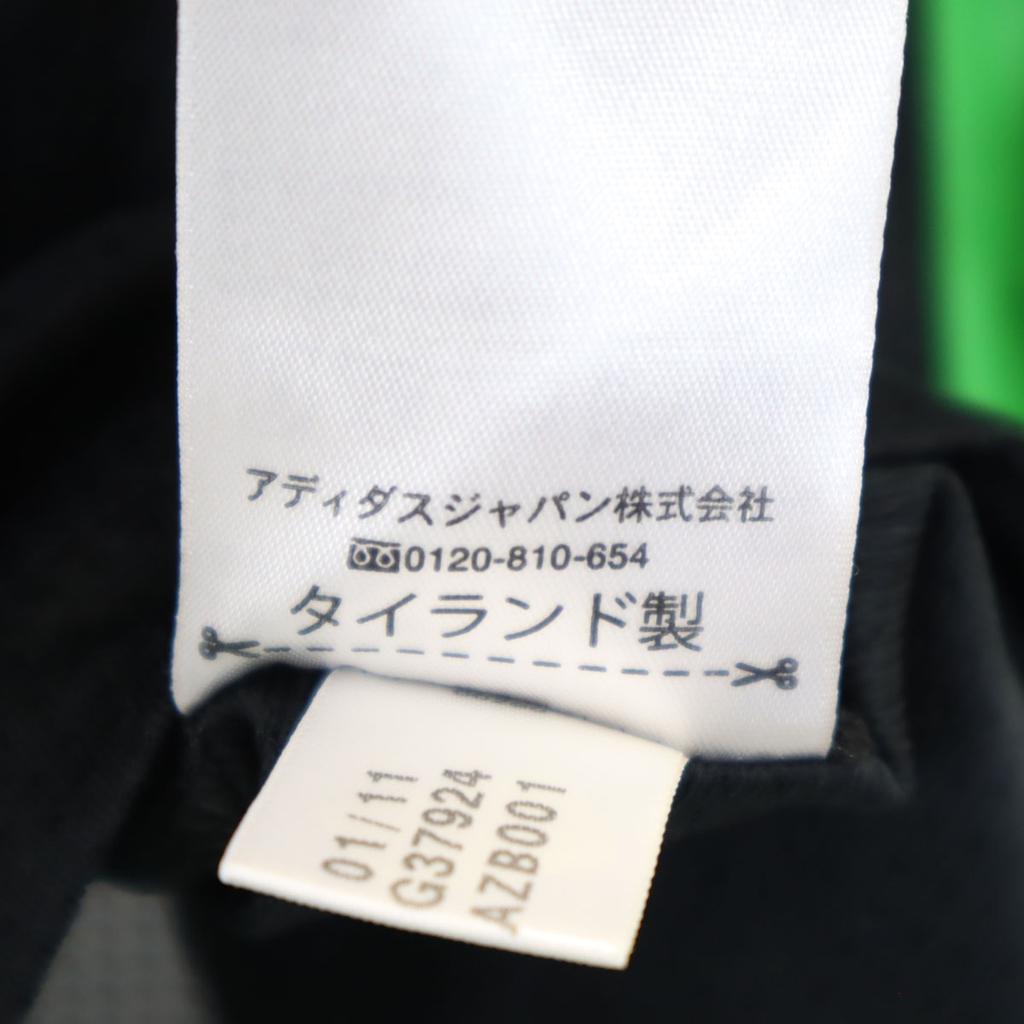 アディダスジャパン株式会社
0120-810-654
タイランド製
01/11
G37924
AZB001